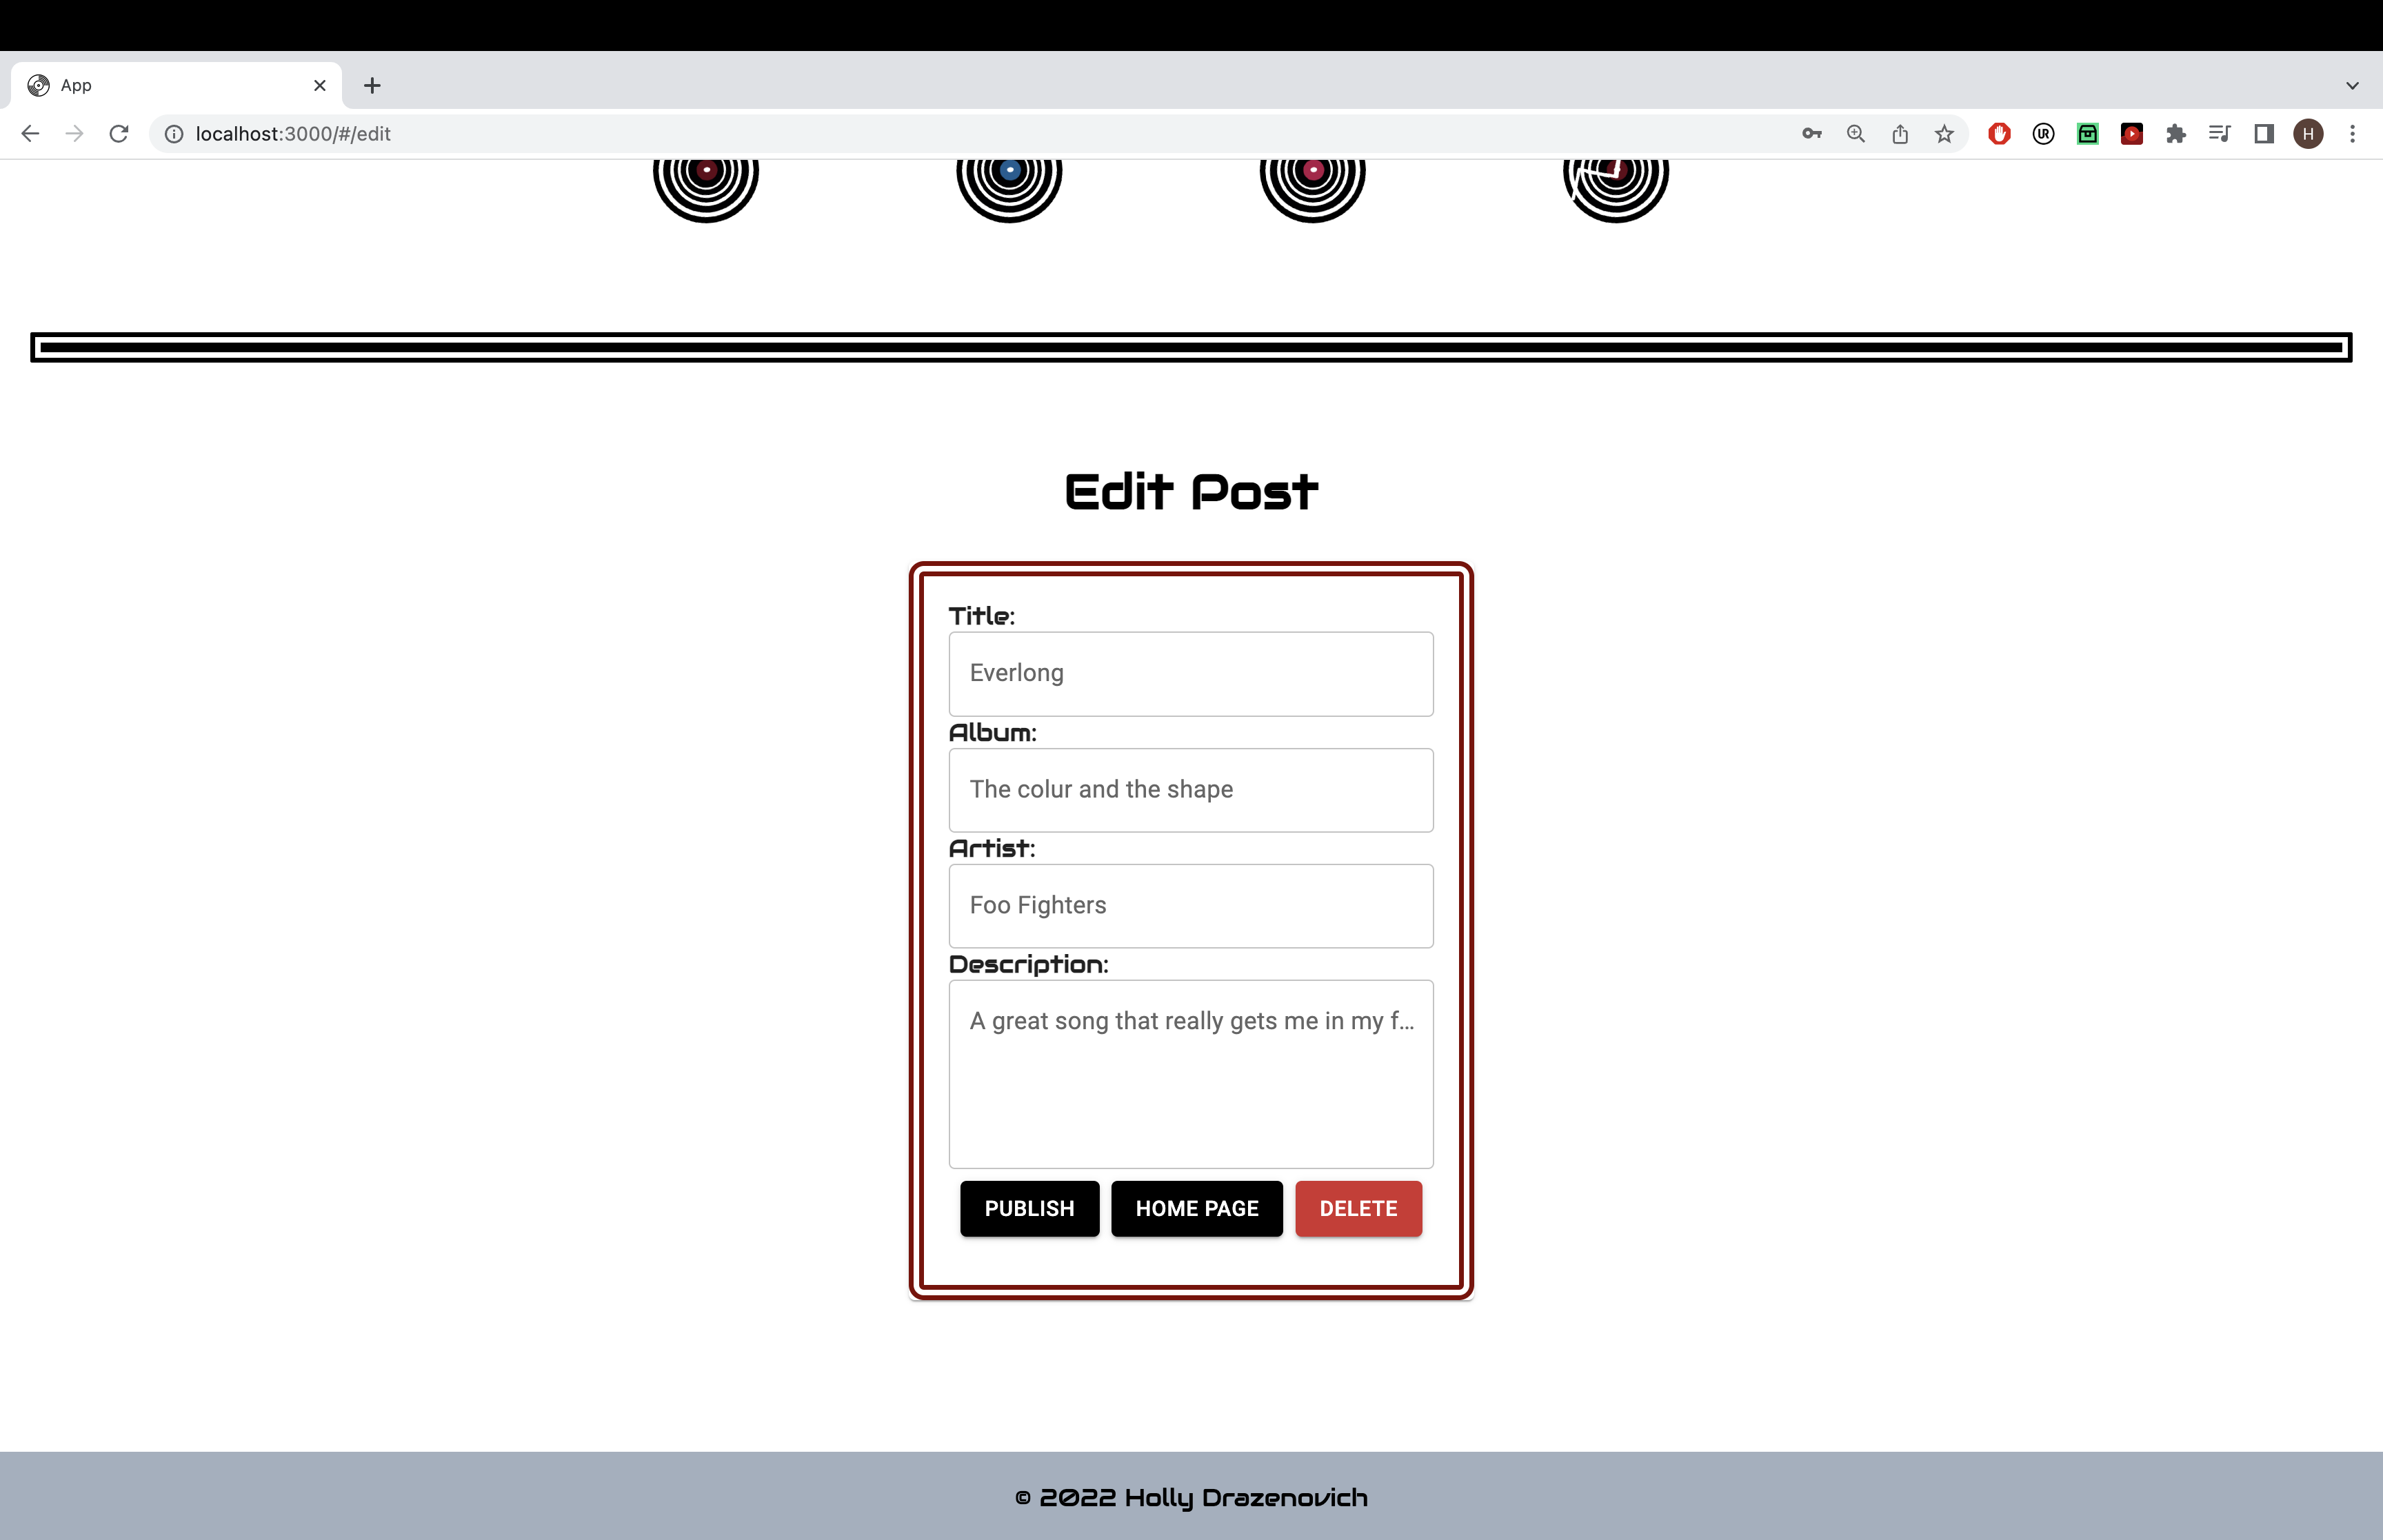 App
localhost:3000/#/edit
UR
H
Edit Post
Title:
Everlong
Album:
The colur and the shape
Artist:
Foo Fighters
Description:
A great song that really gets me in my f...
PUBLISH HOME PAGE DELETE
© 2022 Holly Drazenovich